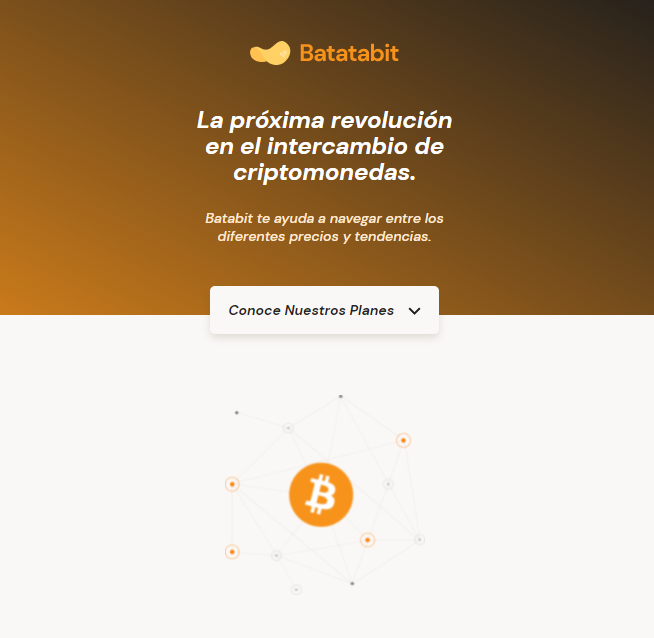 Batatabit
La próxima revolución
en el intercambio de
criptomonedas.
Batabit te ayuda a navegar entre los
diferentes precios y tendencias.
Conoce Nuestros Planes